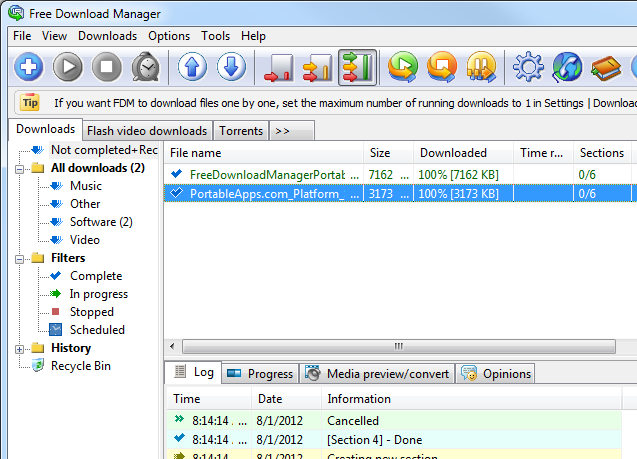 Free Download Manager
File View Downloads Options Tools Help
Tip If you want FDM to download files one by one, set the maximum number of running downloads to 1 in Settings | Downloa
Downloads Flash video downloads Torrents >>
Not completed+Rec
All downloads (2)
Music
Other
Software (2)
Video
Filters
Complete
In progress
Stopped
Scheduled
History
Recycle Bin
File name Size Downloaded Time r... Sections
FreeDownloadManagerPortab 7162 ... 100% [7162 KB] 0/6
PortableApps.com_Platform_ 3173 ... 100% [3173 KB] 0/6
Log Progress Media preview/convert Opinions
Time Date Information
8:14:14 ... 8/1/2012 Cancelled
8:14:14 ... 8/1/2012 [Section 4] - Done
8:14:14 ... 8/1/2012 Creating new section